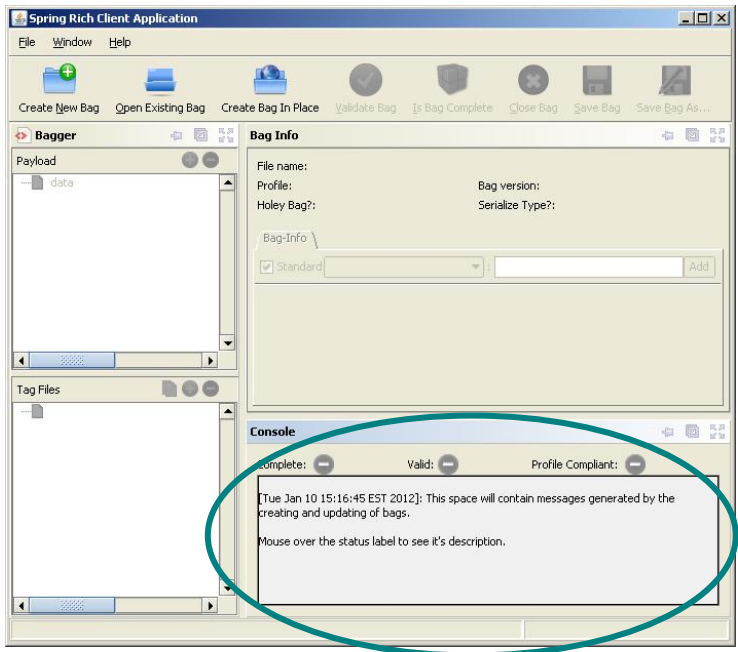 Spring Rich Client Application
File Window Help
Create New Bag Open Existing Bag Create Bag In Place Validate Bag Is Bag Complete Close Bag Save Bag Save Bag As...
Bagger
Payload
data
Tag Files
Bag Info
File name:
Profile: Bag version:
Holey Bag?: Serialize Type?:
Bag-Info
Standard : Add
Console
Complete: Valid: Profile Compliant:
[Tue Jan 10 15:16:45 EST 2012]: This space will contain messages generated by the
creating and updating of bags.
Mouse over the status label to see it's description.